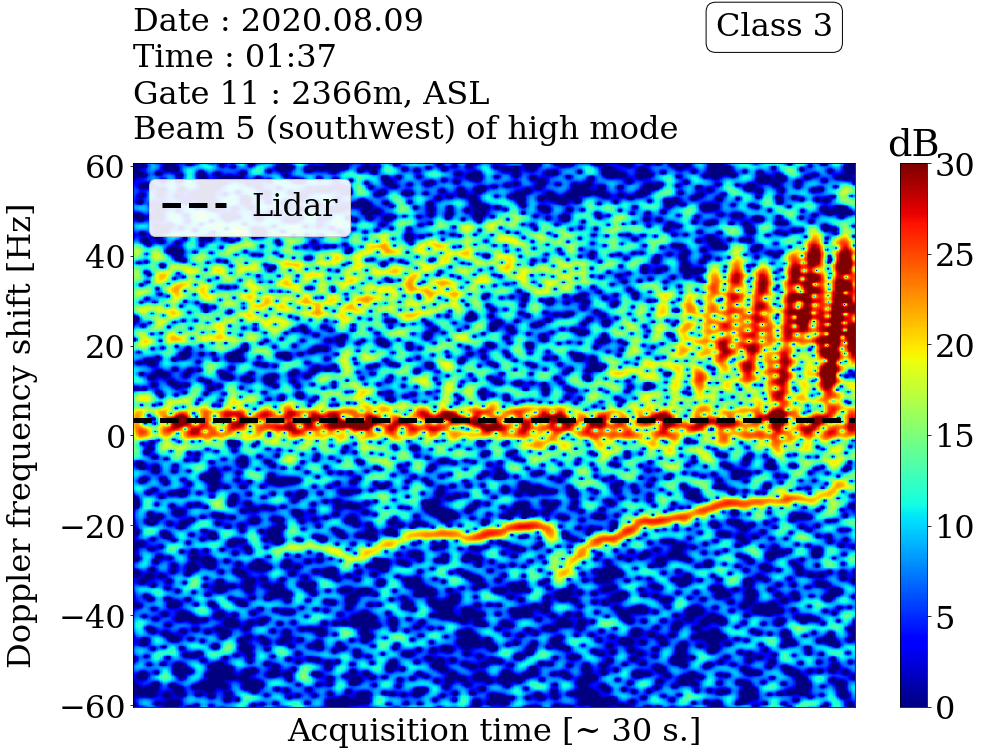 Date : 2020.08.09
Time : 01:37
Gate 11 : 2366m, ASL
Beam 5 (southwest) of high mode
Class 3
dB
Lidar
Doppler frequency shift [Hz]
60
40
20
0
−20
−40
−60
30
25
20
15
10
5
0
Acquisition time [~ 30 s.]